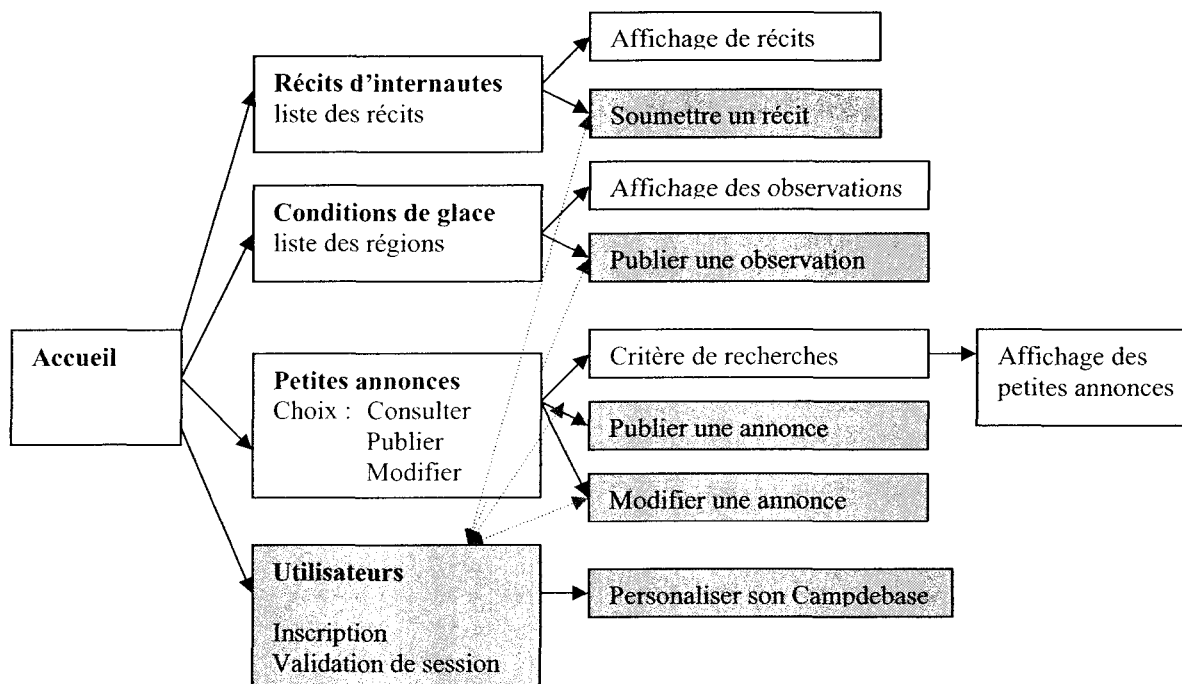 Affichage de récits
Récits d'internautes
liste des récits
Soumettre un récit
Affichage des observations
Conditions de glace
liste des régions
Publier une observation
Accueil
Critère de recherches
Affichage des
petites annonces
Petites annonces
Choix : Consulter
Publier
Modifier
Publier une annonce
Modifier une annonce
Utilisateurs
Inscription
Validation de session
Personaliser son Campdebase